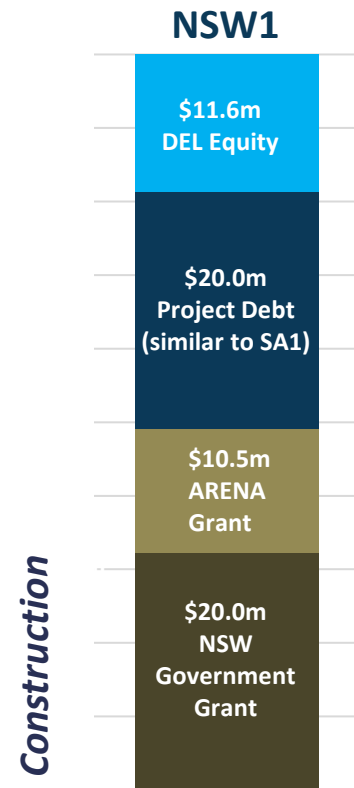 NSW1
$11.6m
DEL Equity
$20.0m
Project Debt
(similar to SA1)
$10.5m
ARENA
Grant
$20.0m
NSW
Government
Grant
Construction